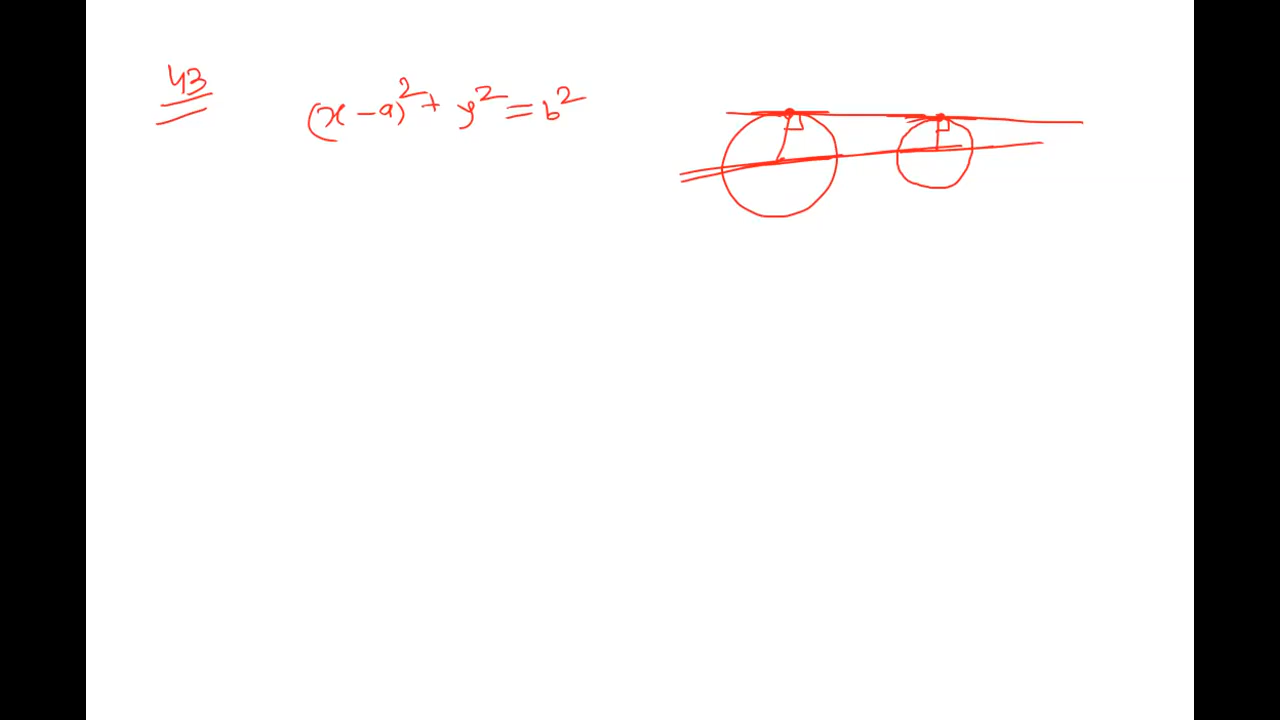 43
(x - a)² + y² = b²